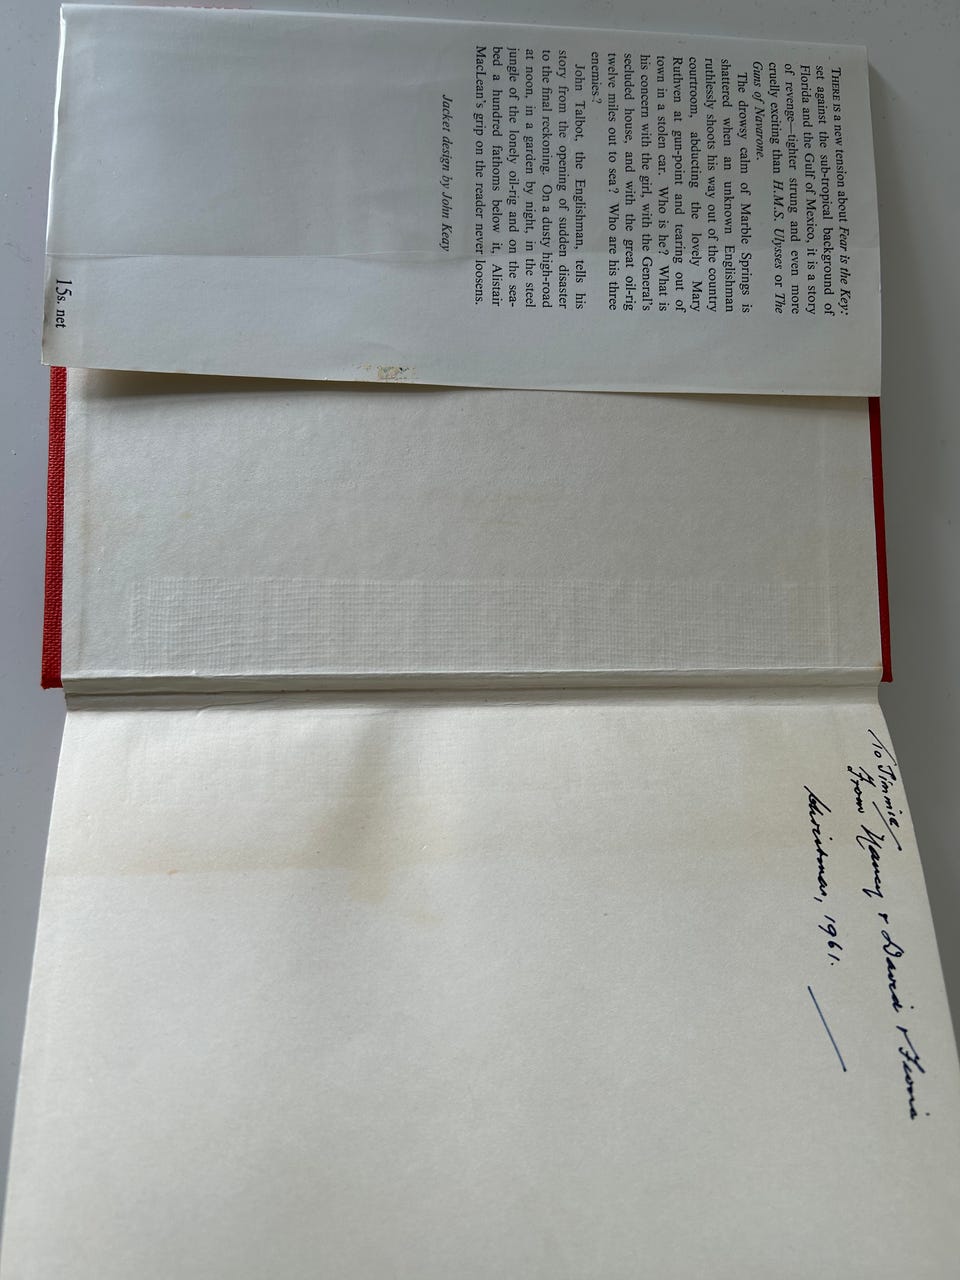 THERE is a new tension about Fear is the Key:
set against the sub-tropical background of
Florida and the Gulf of Mexico, it is a story
of revenge—tighter strung and even more
cruelly exciting than H.M.S. Ulysses or The
Guns of Navarone.
The drowsy calm of Marble Springs is
shattered when an unknown Englishman
ruthlessly shoots his way out of the country
courtroom, abducting the lovely Mary
Ruthven at gun-point and tearing out of
town in a stolen car. Who is he? What is
his concern with the girl, with the General's
secluded house, and with the great oil-rig
twelve miles out to sea? Who are his three
enemies?
John Talbot, the Englishman, tells his
story from the opening of sudden disaster
to the final reckoning. On a dusty high-road
at noon, in a garden by night, in the steel
jungle of the lonely oil-rig and on the sea-
bed a hundred fathoms below it, Alistair
MacLean's grip on the reader never loosens.
Jacket design by John Keay
15s. net
To Jimmie
From Nancy & David & Fiona
Christmas, 1961.